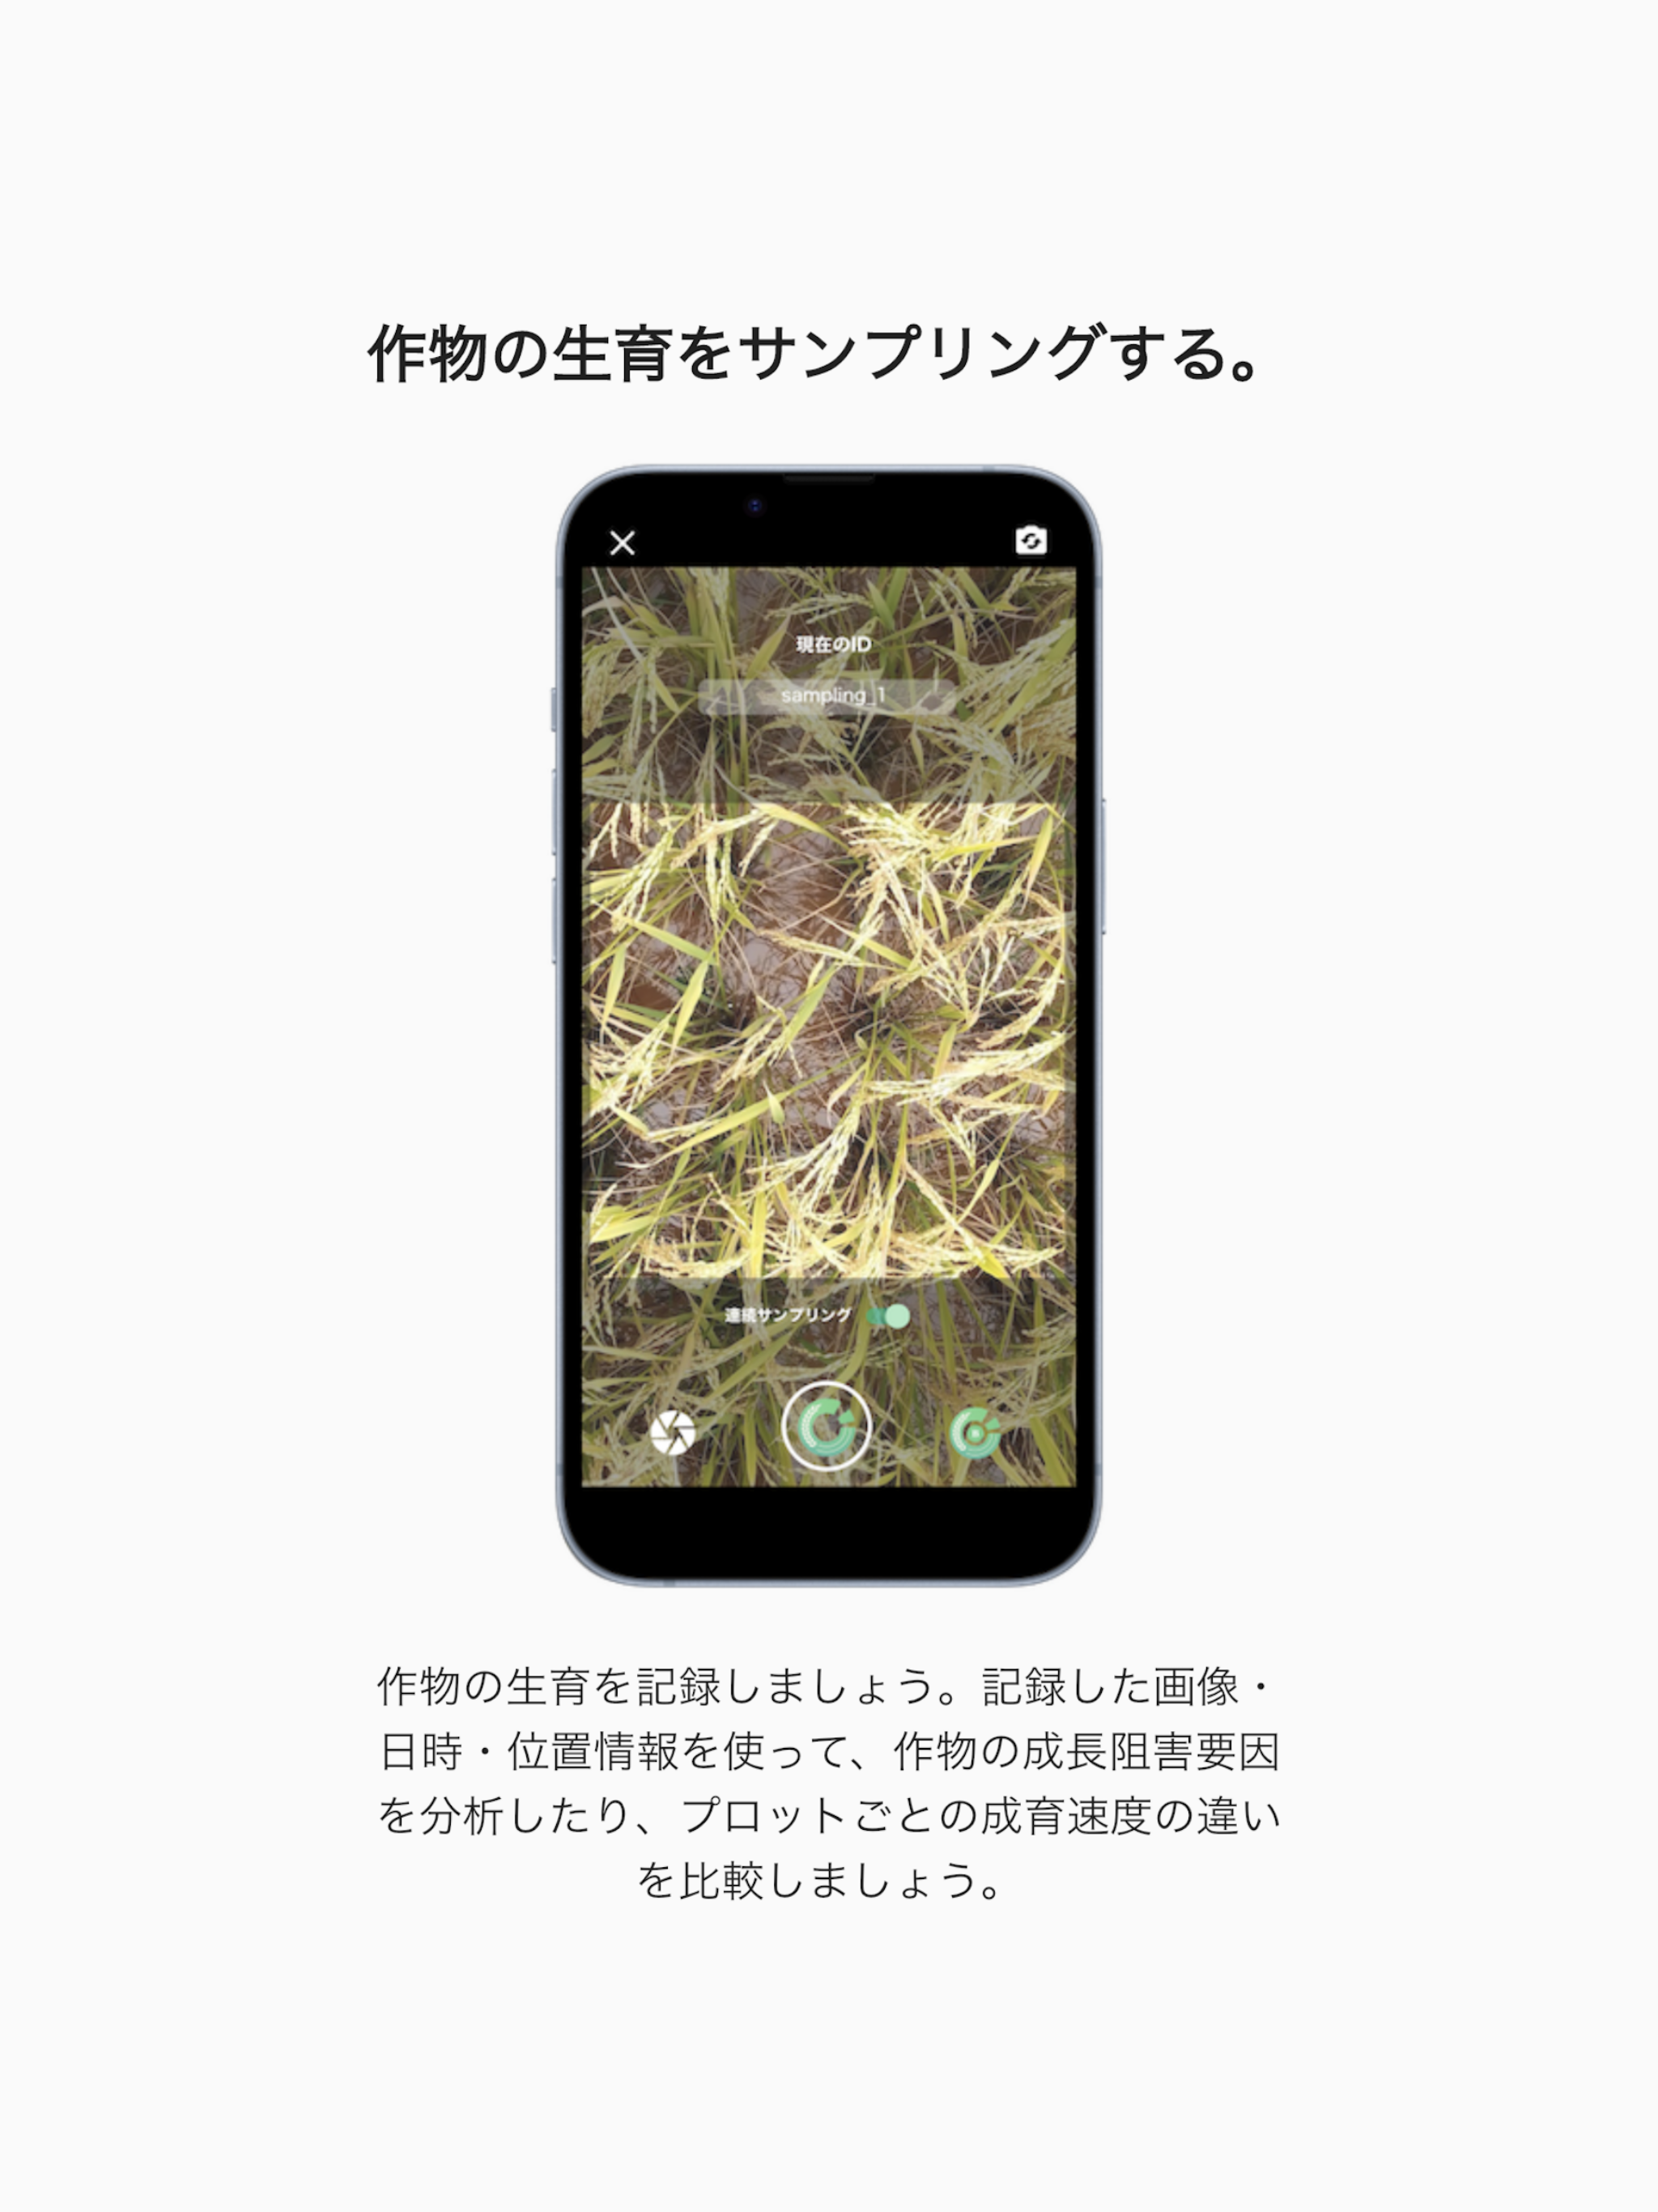 作物の生育をサンプリングする。
現在のID
sampling_1
連続サンプリング
作物の生育を記録しましょう。記録した画像・
日時・位置情報を使って、作物の成長阻害要因
を分析したり、プロットごとの成育速度の違い
を比較しましょう。